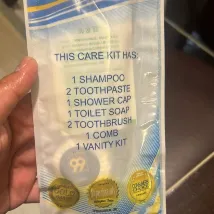 THIS CARE KIT HAS:
1 SHAMPOO
2 TOOTHPASTE
1 SHOWER CAP
1 TOILET SOAP
2 TOOTHBRUSH
1 COMB
1 VANITY KIT